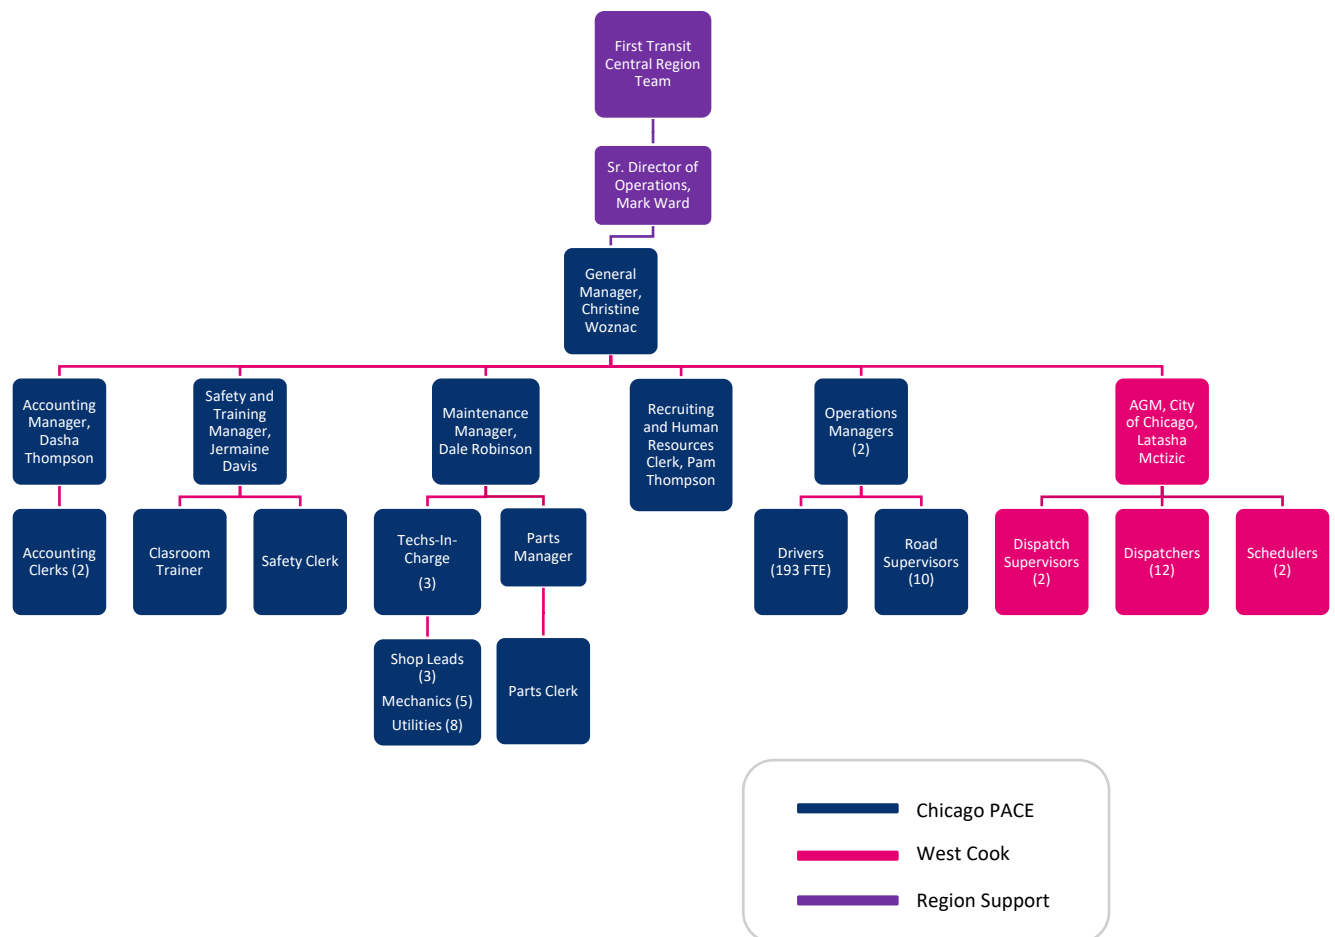 First Transit
Central Region
Team
Sr. Director of
Operations,
Mark Ward
General
Manager,
Christine
Woznac
Accounting
Manager,
Dasha
Thompson
Safety and
Training
Manager,
Jermaine
Davis
Maintenance
Manager,
Dale Robinson
Recruiting
and Human
Resources
Clerk, Pam
Thompson
Operations
Managers
(2)
AGM, City
of Chicago,
Latasha
Mctizic
Accounting
Clerks (2)
Clasroom
Trainer
Safety Clerk
Techs-In-
Charge
(3)
Parts
Manager
Drivers
(193 FTE)
Road
Supervisors
(10)
Dispatch
Supervisors
(2)
Dispatchers
(12)
Schedulers
(2)
Shop Leads
(3)
Mechanics (5)
Utilities (8)
Parts Clerk
Chicago PACE
West Cook
Region Support